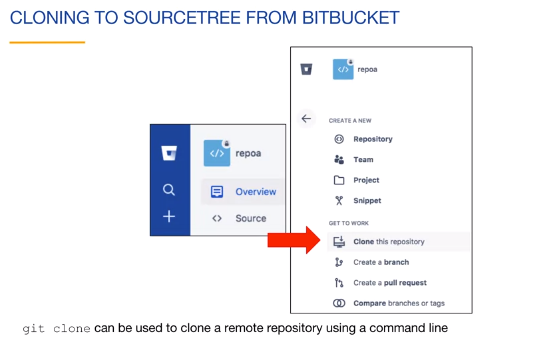 CLONING TO SOURCETREE FROM BITBUCKET
repoa
Overview
Source
repoa
CREATE A NEW
Repository
Team
Project
Snippet
GET TO WORK
Clone this repository
Create a branch
Create a pull request
Compare branches or tags
git clone can be used to clone a remote repository using a command line